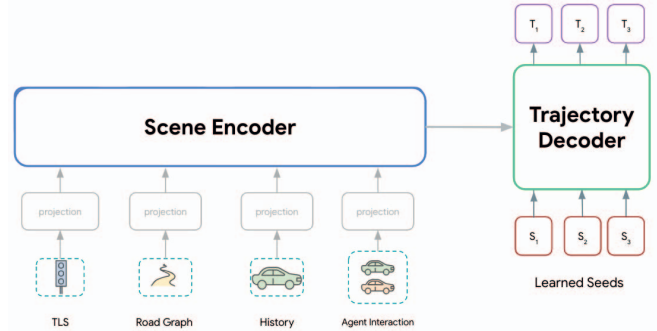 T1 T2 T3
Scene Encoder
Trajectory
Decoder
projection projection projection projection
S1 S2 S3
Learned Seeds
TLS Road Graph History Agent Interaction